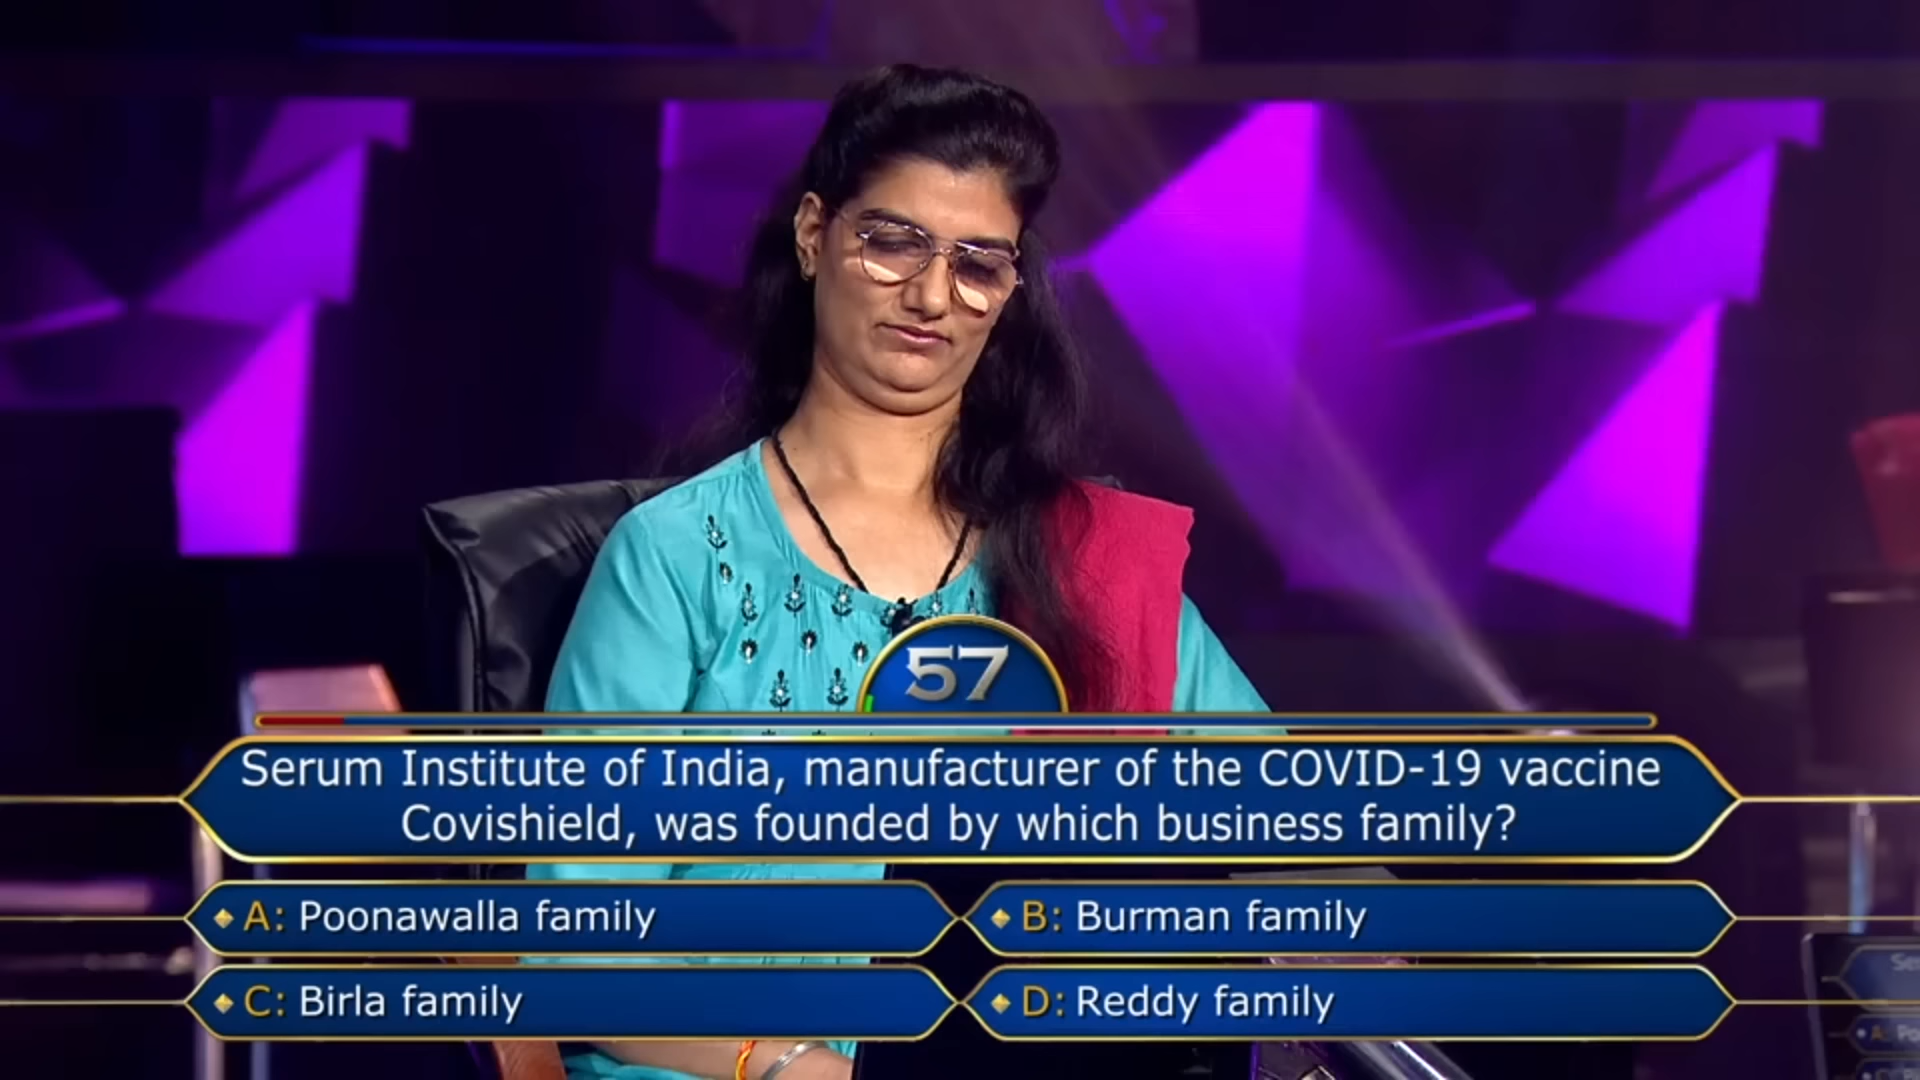 57
Serum Institute of India, manufacturer of the COVID-19 vaccine
Covishield, was founded by which business family?
A: Poonawalla family
B: Burman family
C: Birla family
D: Reddy family